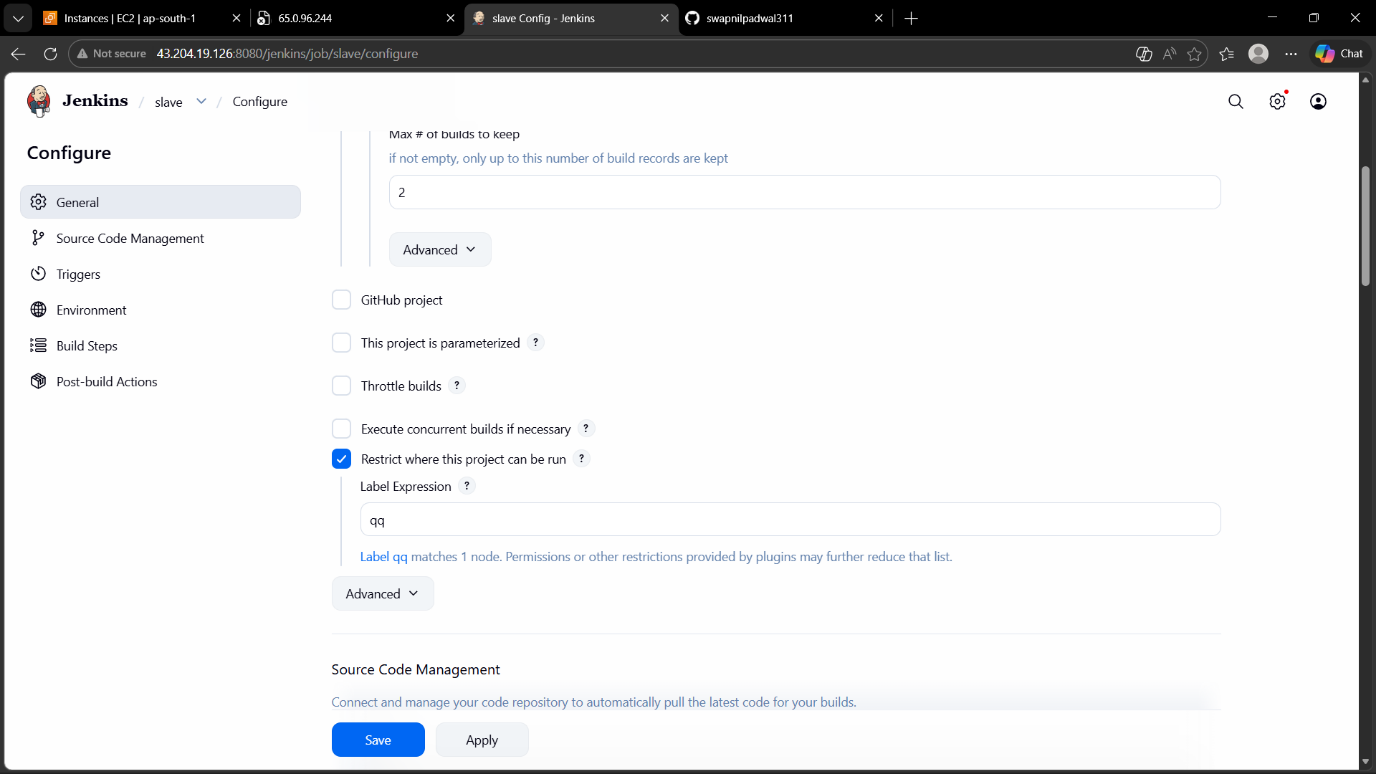 Instances | EC2 | ap-south-1
65.0.96.244
slave Config - Jenkins
swapnilpadwal311
Not secure
43.204.19.126:8080/jenkins/job/slave/configure
Chat
Jenkins / slave / Configure
Configure
General
Source Code Management
Triggers
Environment
Build Steps
Post-build Actions
Max # of builds to keep
if not empty, only up to this number of build records are kept
2
Advanced
GitHub project
This project is parameterized ?
Throttle builds ?
Execute concurrent builds if necessary ?
Restrict where this project can be run ?
Label Expression ?
qq
Label qq matches 1 node. Permissions or other restrictions provided by plugins may further reduce that list.
Advanced
Source Code Management
Connect and manage your code repository to automatically pull the latest code for your builds.
Save
Apply